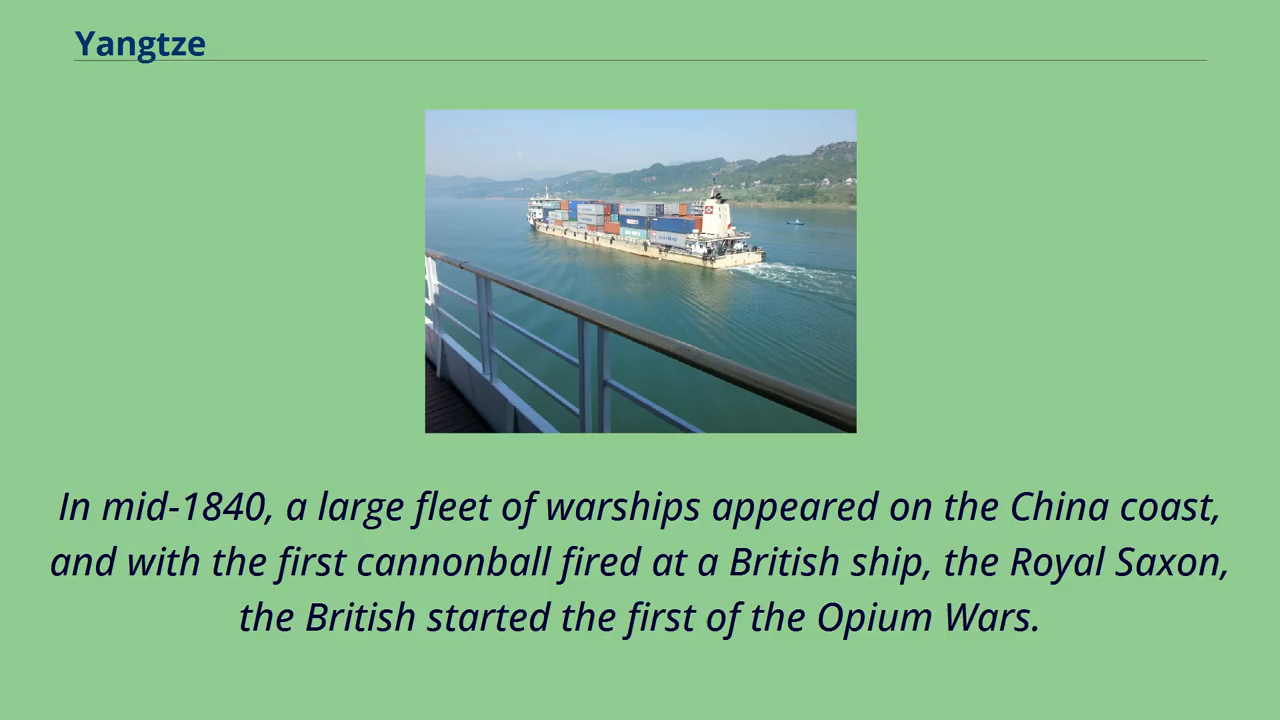 Yangtze
In mid-1840, a large fleet of warships appeared on the China coast,
and with the first cannonball fired at a British ship, the Royal Saxon,
the British started the first of the Opium Wars.